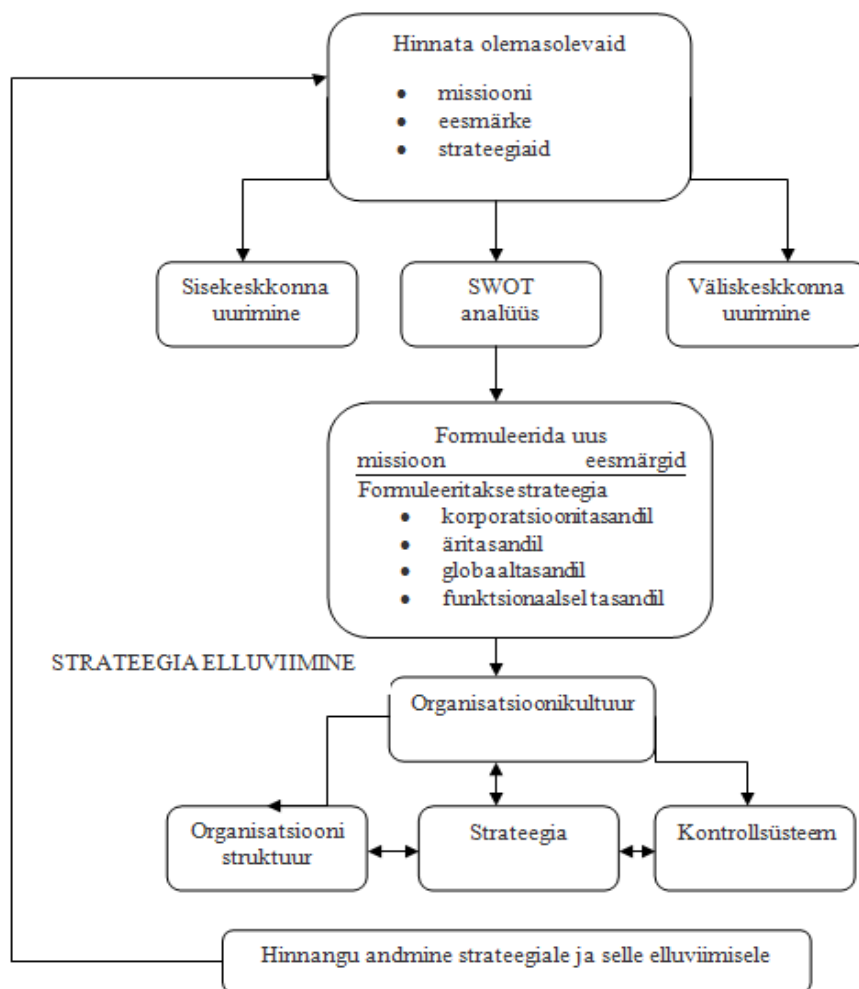 Hinnata olemasolevaid
• missiooni
• eesmärke
• strateegiaid
Sisekeskkonna
uurimine
SWOT
analüüs
Väliskeskkonna
uurimine
Formuleerida uus
missioon eesmärgid
Formuleeritakse strateegia
• korporatsioonitasandil
• äritasandil
• globaaltasandil
• funktsionaalsel tasandil
STRATEEGIA ELLUVIIMINE
Organisatsioonikultuur
Organisatsiooni
struktuur
Strateegia
Kontrollsüsteem
Hinnangu andmine strateegiale ja selle elluviimisele